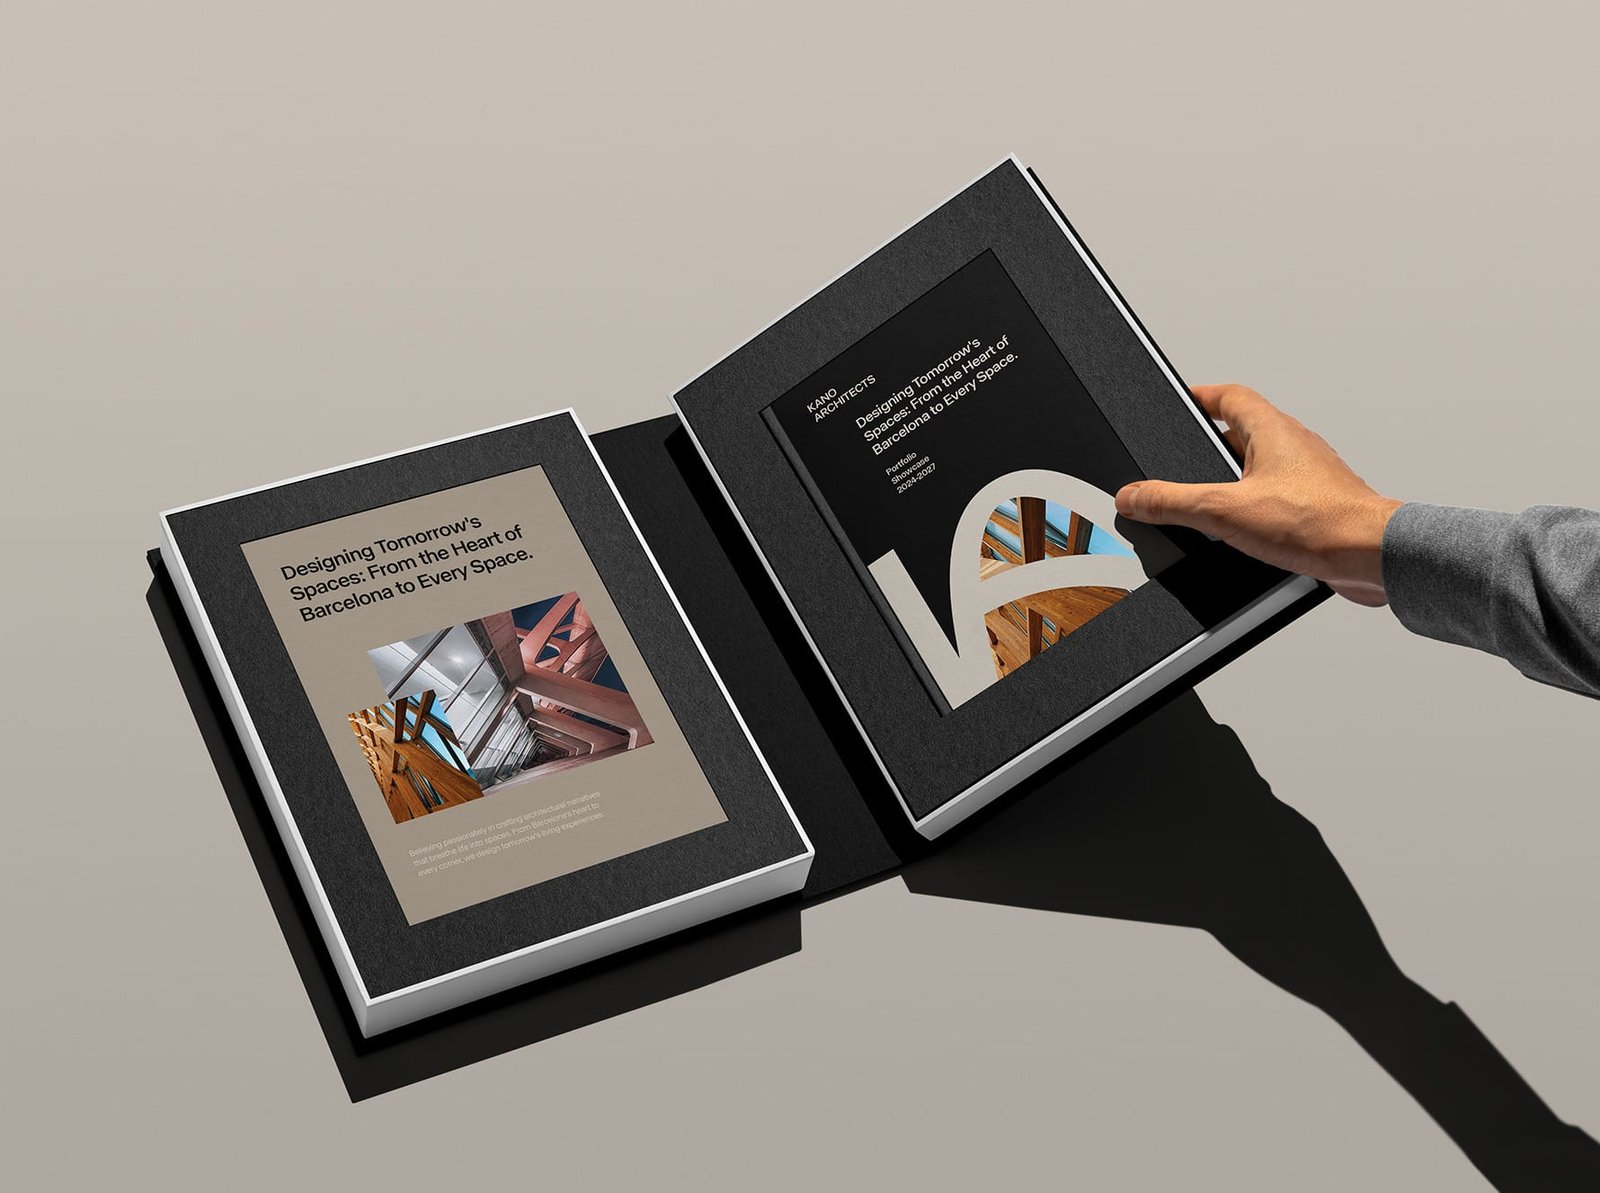 Designing Tomorrow's
Spaces: From the Heart of
Barcelona to Every Space.
Believing passionately in crafting architectural narratives
that breathe life into spaces. From Barcelona's heart to
every corner, we design tomorrow's living experiences
KANO
ARCHITECTS
Designing Tomorrow's
Spaces: From the Heart of
Barcelona to Every Space.
Portfolio
Showcase
2024-2027